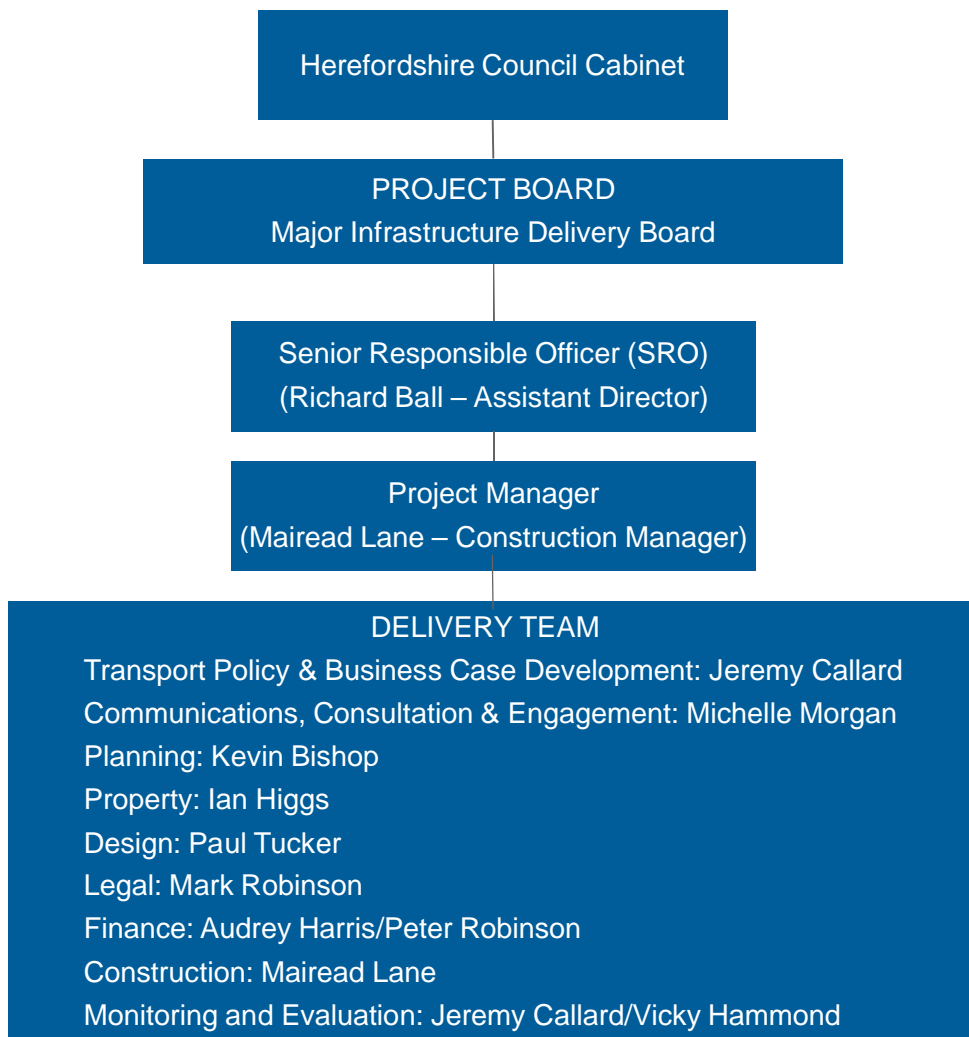 Herefordshire Council Cabinet
PROJECT BOARD
Major Infrastructure Delivery Board
Senior Responsible Officer (SRO)
(Richard Ball – Assistant Director)
Project Manager
(Mairead Lane – Construction Manager)
DELIVERY TEAM
Transport Policy & Business Case Development: Jeremy Callard
Communications, Consultation & Engagement: Michelle Morgan
Planning: Kevin Bishop
Property: Ian Higgs
Design: Paul Tucker
Legal: Mark Robinson
Finance: Audrey Harris/Peter Robinson
Construction: Mairead Lane
Monitoring and Evaluation: Jeremy Callard/Vicky Hammond